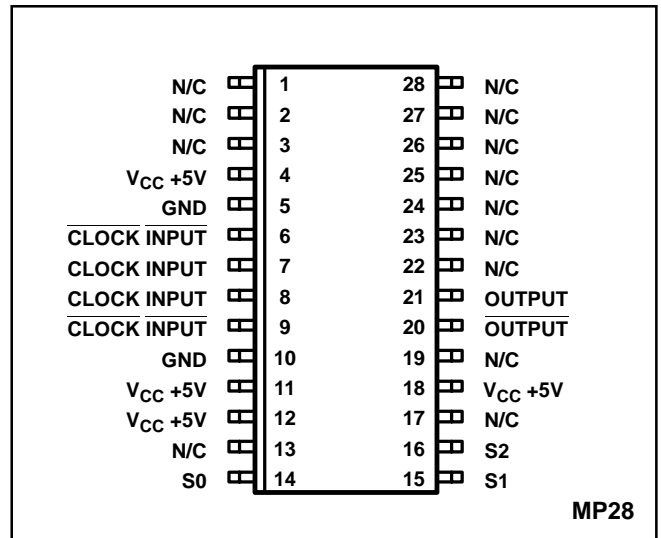 N/C 1 28 N/C
N/C 2 27 N/C
N/C 3 26 N/C
VCC +5V 4 25 N/C
GND 5 24 N/C
CLOCK INPUT 6 23 N/C
CLOCK INPUT 7 22 N/C
CLOCK INPUT 8 21 OUTPUT
CLOCK INPUT 9 20 OUTPUT
GND 10 19 N/C
VCC +5V 11 18 VCC +5V
VCC +5V 12 17 N/C
N/C 13 16 S2
S0 14 15 S1
MP28